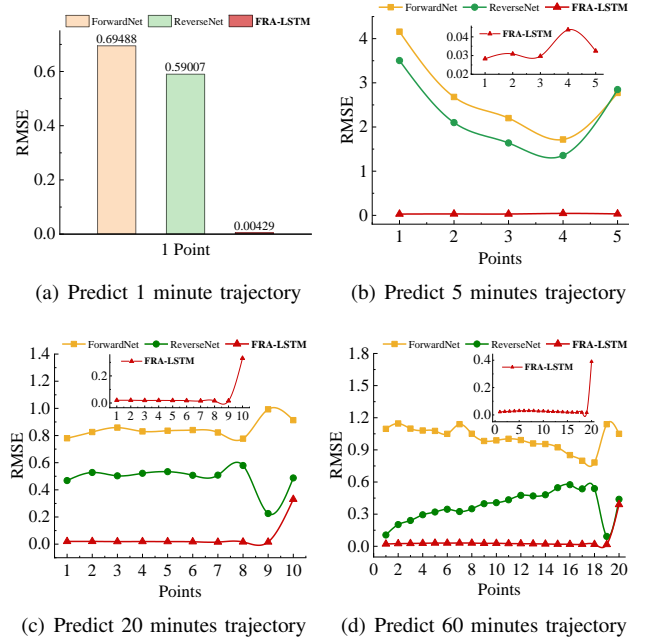 ForwardNet ReverseNet FRA-LSTM
RMSE
0.6
0.4
0.2
0.0
0.69488
0.59007
0.00429
1 Point
(a) Predict 1 minute trajectory
ForwardNet
ReverseNet
FRA-LSTM
RMSE
5
4
3
2
1
0
FRA-LSTM
0.04
0.03
0.02
1 2 3 4 5
1 2 3 4 5
Points
(b) Predict 5 minutes trajectory
ForwardNet ReverseNet FRA-LSTM
RMSE
1.4
1.2
1.0
0.8
0.6
0.4
0.2
0.0
FRA-LSTM
0.2
0.0
1 2 3 4 5 6 7 8 9 10
1 2 3 4 5 6 7 8 9 10
Points
(c) Predict 20 minutes trajectory
ForwardNet ReverseNet FRA-LSTM
RMSE
1.8
1.5
1.2
0.9
0.6
0.3
0.0
FRA-LSTM
0.4
0.2
0.0
0 5 10 15 20
0 2 4 6 8 10 12 14 16 18 20
Points
(d) Predict 60 minutes trajectory